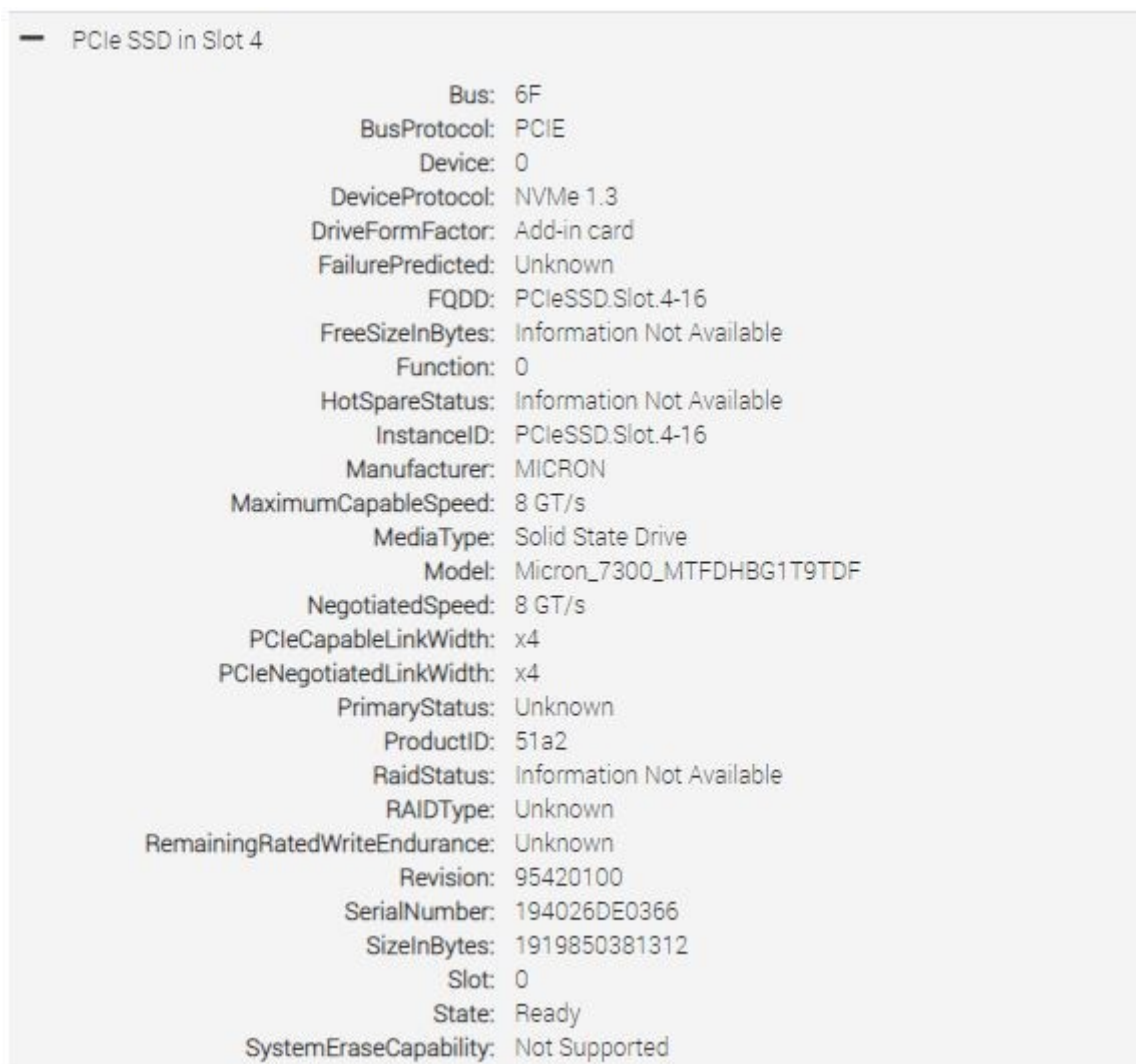 PCIe SSD in Slot 4
Bus: 6F
BusProtocol: PCIE
Device: 0
DeviceProtocol: NVMe 1.3
DriveFormFactor: Add-in card
FailurePredicted: Unknown
FQDD: PCIeSSD.Slot.4-16
FreeSizeInBytes: Information Not Available
Function: 0
HotSpareStatus: Information Not Available
InstanceID: PCIeSSD.Slot.4-16
Manufacturer: MICRON
MaximumCapableSpeed: 8 GT/s
MediaType: Solid State Drive
Model: Micron_7300_MTFDHBG1T9TDF
NegotiatedSpeed: 8 GT/s
PCIeCapableLinkWidth: x4
PCIeNegotiatedLinkWidth: x4
PrimaryStatus: Unknown
ProductID: 51a2
RaidStatus: Information Not Available
RAIDType: Unknown
RemainingRatedWriteEndurance: Unknown
Revision: 95420100
SerialNumber: 194026DE0366
SizeInBytes: 1919850381312
Slot: 0
State: Ready
SystemEraseCapability: Not Supported